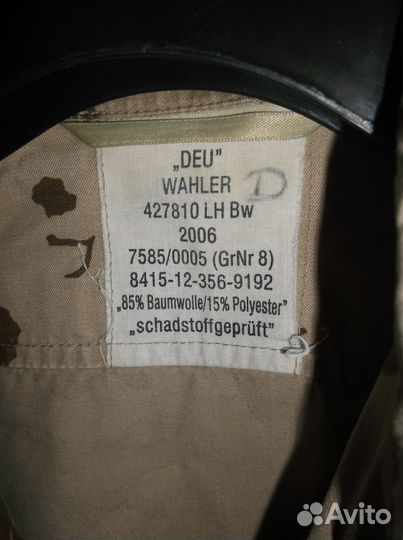 „DEU"
WAHLER D
427810 LH Bw
2006
7585/0005 (GrNr 8)
8415-12-356-9192
„85% Baumwolle/15% Polyester"
„schadstoffgeprüft"
Avito